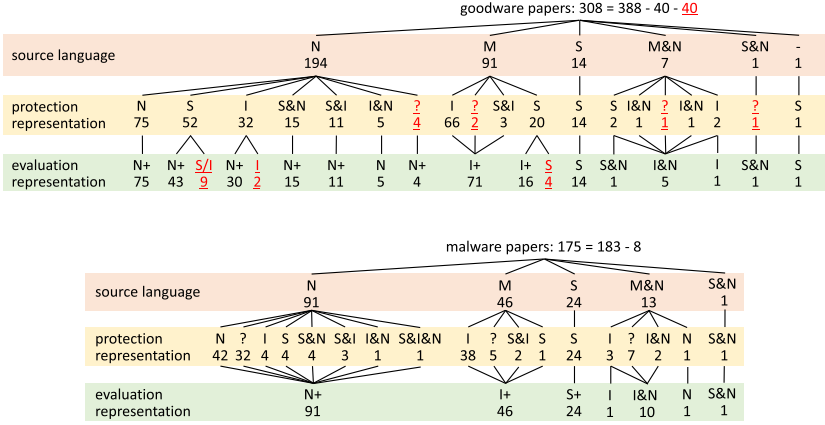 goodware papers: 308 = 388 - 40 - 40
source language
N M S M&N S&N -
194 91 14 7 1 1
protection N S I S&N S&I I&N ? I ? S&I S S S I&N ? I&N I ? S
representation 75 52 32 15 11 5 4 66 2 3 20 14 2 1 1 1 2 1 1
evaluation N+ N+ S/I N+ I N+ N+ N N+ I+ I+ S S S&N I&N I S&N S
representation 75 43 9 30 2 15 11 5 4 71 16 4 14 1 5 1 1 1
malware papers: 175 = 183 - 8
source language
N M S M&N S&N
91 46 24 13 1
protection N ? I S S&N S&I I&N S&I&N I ? S&I S S I ? I&N N S&N
representation 42 32 4 4 4 3 1 1 38 5 2 1 24 3 7 2 1 1
evaluation N+ I+ S+ I I&N N S&N
representation 91 46 24 1 10 1 1